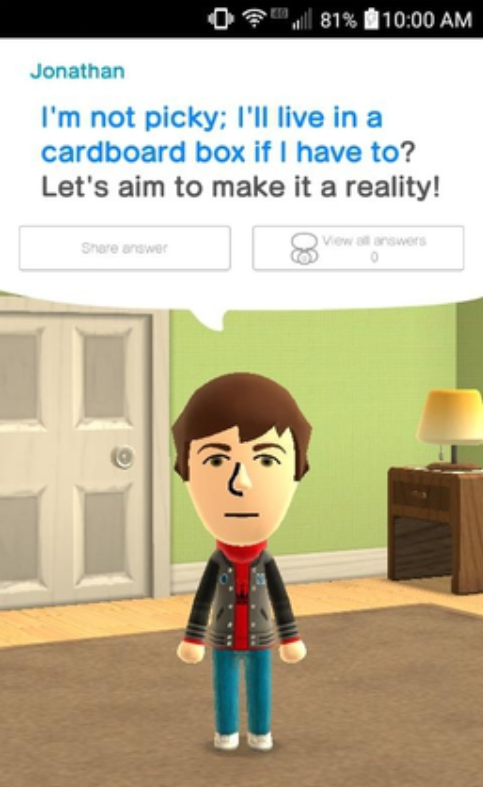 4G 81% 10:00 AM
Jonathan
I'm not picky; I'll live in a
cardboard box if I have to?
Let's aim to make it a reality!
Share answer
View all answers
0